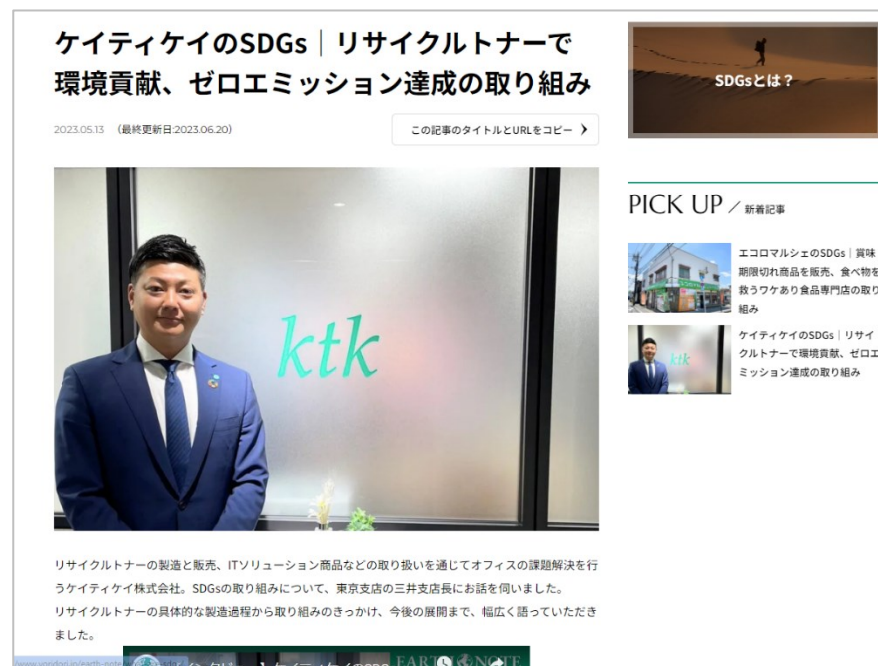 ケイティケイのSDGs｜リサイクルトナーで
環境貢献、ゼロエミッション達成の取り組み
2023.05.13 （最終更新日:2023.06.20）
この記事のタイトルとURLをコピー
ktk
リサイクルトナーの製造と販売、ITソリューション商品などの取り扱いを通じてオフィスの課題解決を行
うケイティケイ株式会社。SDGsの取り組みについて、東京支店の三井支店長にお話を伺いました。
リサイクルトナーの具体的な製造過程から取り組みのきっかけ、今後の展開まで、幅広く語っていただき
ました。
EARTH NOTE
SDGsとは？
PICK UP ／ 新着記事
エコロマルシェのSDGs｜賞味
期限切れ商品を販売、食べ物を
救うワケあり食品専門店の取り
組み
ktk
ケイティケイのSDGs｜リサイ
クルトナーで環境貢献、ゼロエ
ミッション達成の取り組み